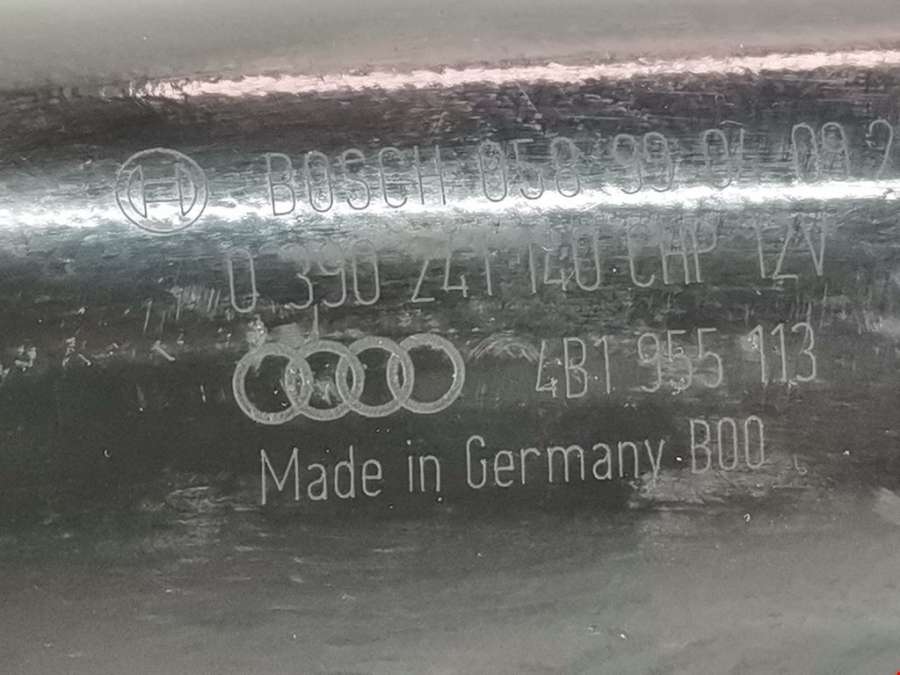 BOSCH 058 99 01 09 2
0 390 241 140 CHP 12V
4B1 955 113
Made in Germany B00